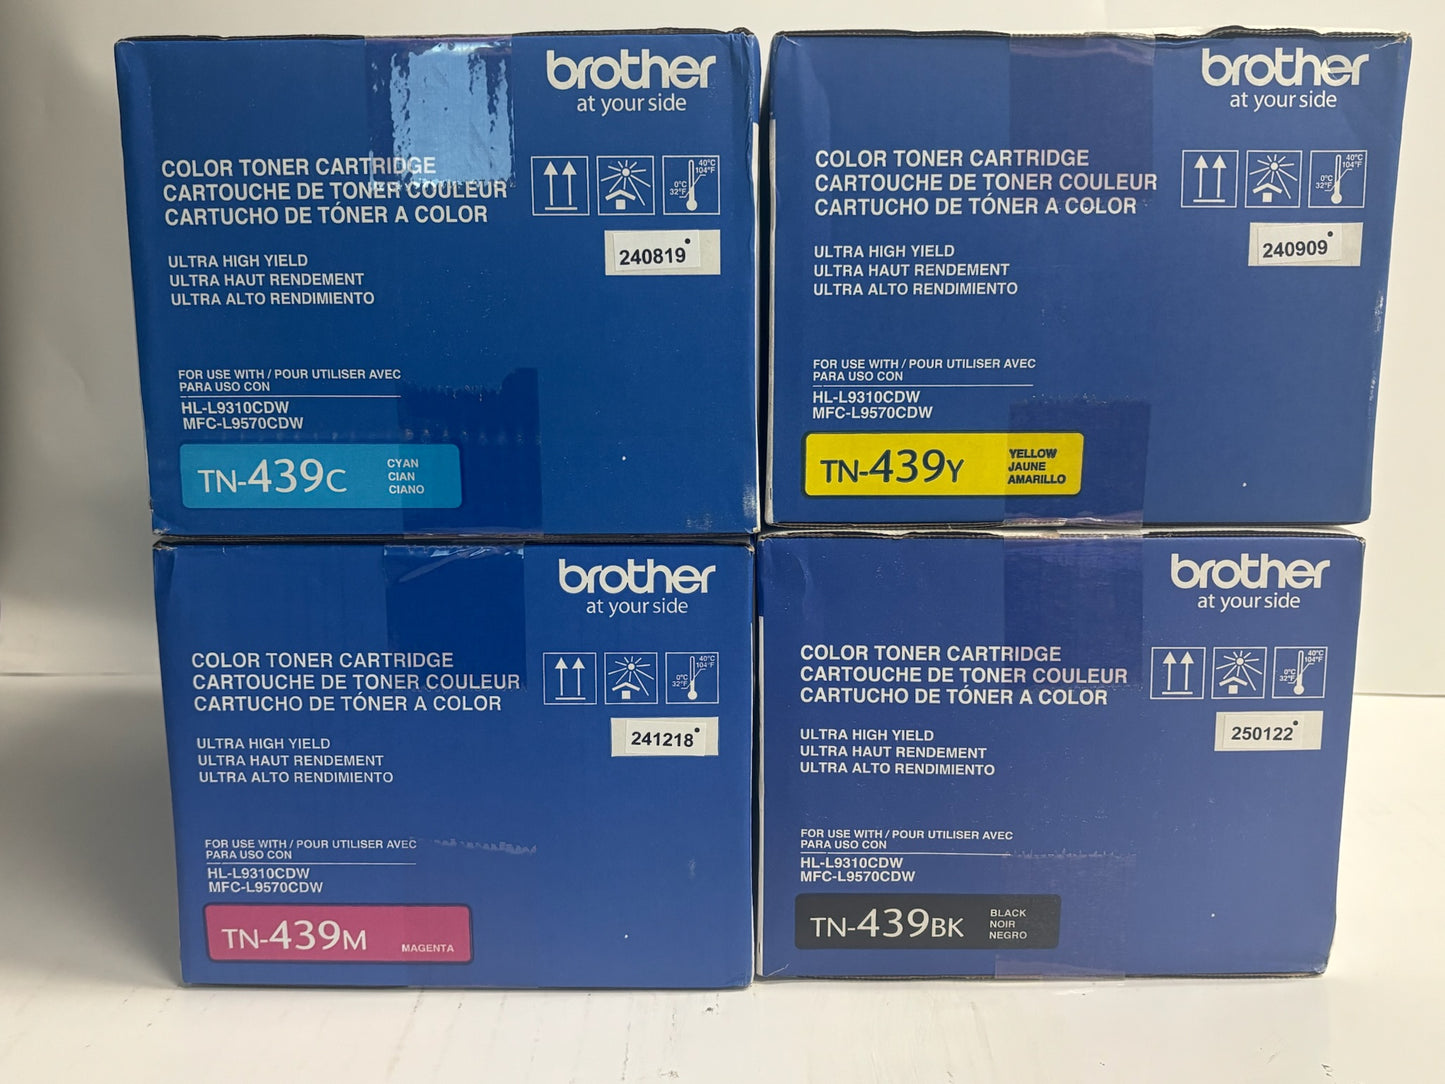 brother
at your side
COLOR TONER CARTRIDGE
CARTOUCHE DE TONER COULEUR
CARTUCHO DE TÓNER A COLOR
40°C
104°F
0°C
32°F
240819
ULTRA HIGH YIELD
ULTRA HAUT RENDEMENT
ULTRA ALTO RENDIMIENTO
FOR USE WITH / POUR UTILISER AVEC
PARA USO CON
HL-L9310CDW
MFC-L9570CDW
TN-439C
CYAN
CIAN
CIANO
brother
at your side
COLOR TONER CARTRIDGE
CARTOUCHE DE TONER COULEUR
CARTUCHO DE TÓNER A COLOR
40°C
104°F
0°C
32°F
240909
ULTRA HIGH YIELD
ULTRA HAUT RENDEMENT
ULTRA ALTO RENDIMIENTO
FOR USE WITH / POUR UTILISER AVEC
PARA USO CON
HL-L9310CDW
MFC-L9570CDW
TN-439Y
YELLOW
JAUNE
AMARILLO
brother
at your side
COLOR TONER CARTRIDGE
CARTOUCHE DE TONER COULEUR
CARTUCHO DE TÓNER A COLOR
40°C
104°F
0°C
32°F
241218
ULTRA HIGH YIELD
ULTRA HAUT RENDEMENT
ULTRA ALTO RENDIMIENTO
FOR USE WITH / POUR UTILISER AVEC
PARA USO CON
HL-L9310CDW
MFC-L9570CDW
TN-439M
MAGENTA
brother
at your side
COLOR TONER CARTRIDGE
CARTOUCHE DE TONER COULEUR
CARTUCHO DE TÓNER A COLOR
40°C
104°F
0°C
32°F
250122
ULTRA HIGH YIELD
ULTRA HAUT RENDEMENT
ULTRA ALTO RENDIMIENTO
FOR USE WITH / POUR UTILISER AVEC
PARA USO CON
HL-L9310CDW
MFC-L9570CDW
TN-439BK
BLACK
NOIR
NEGRO